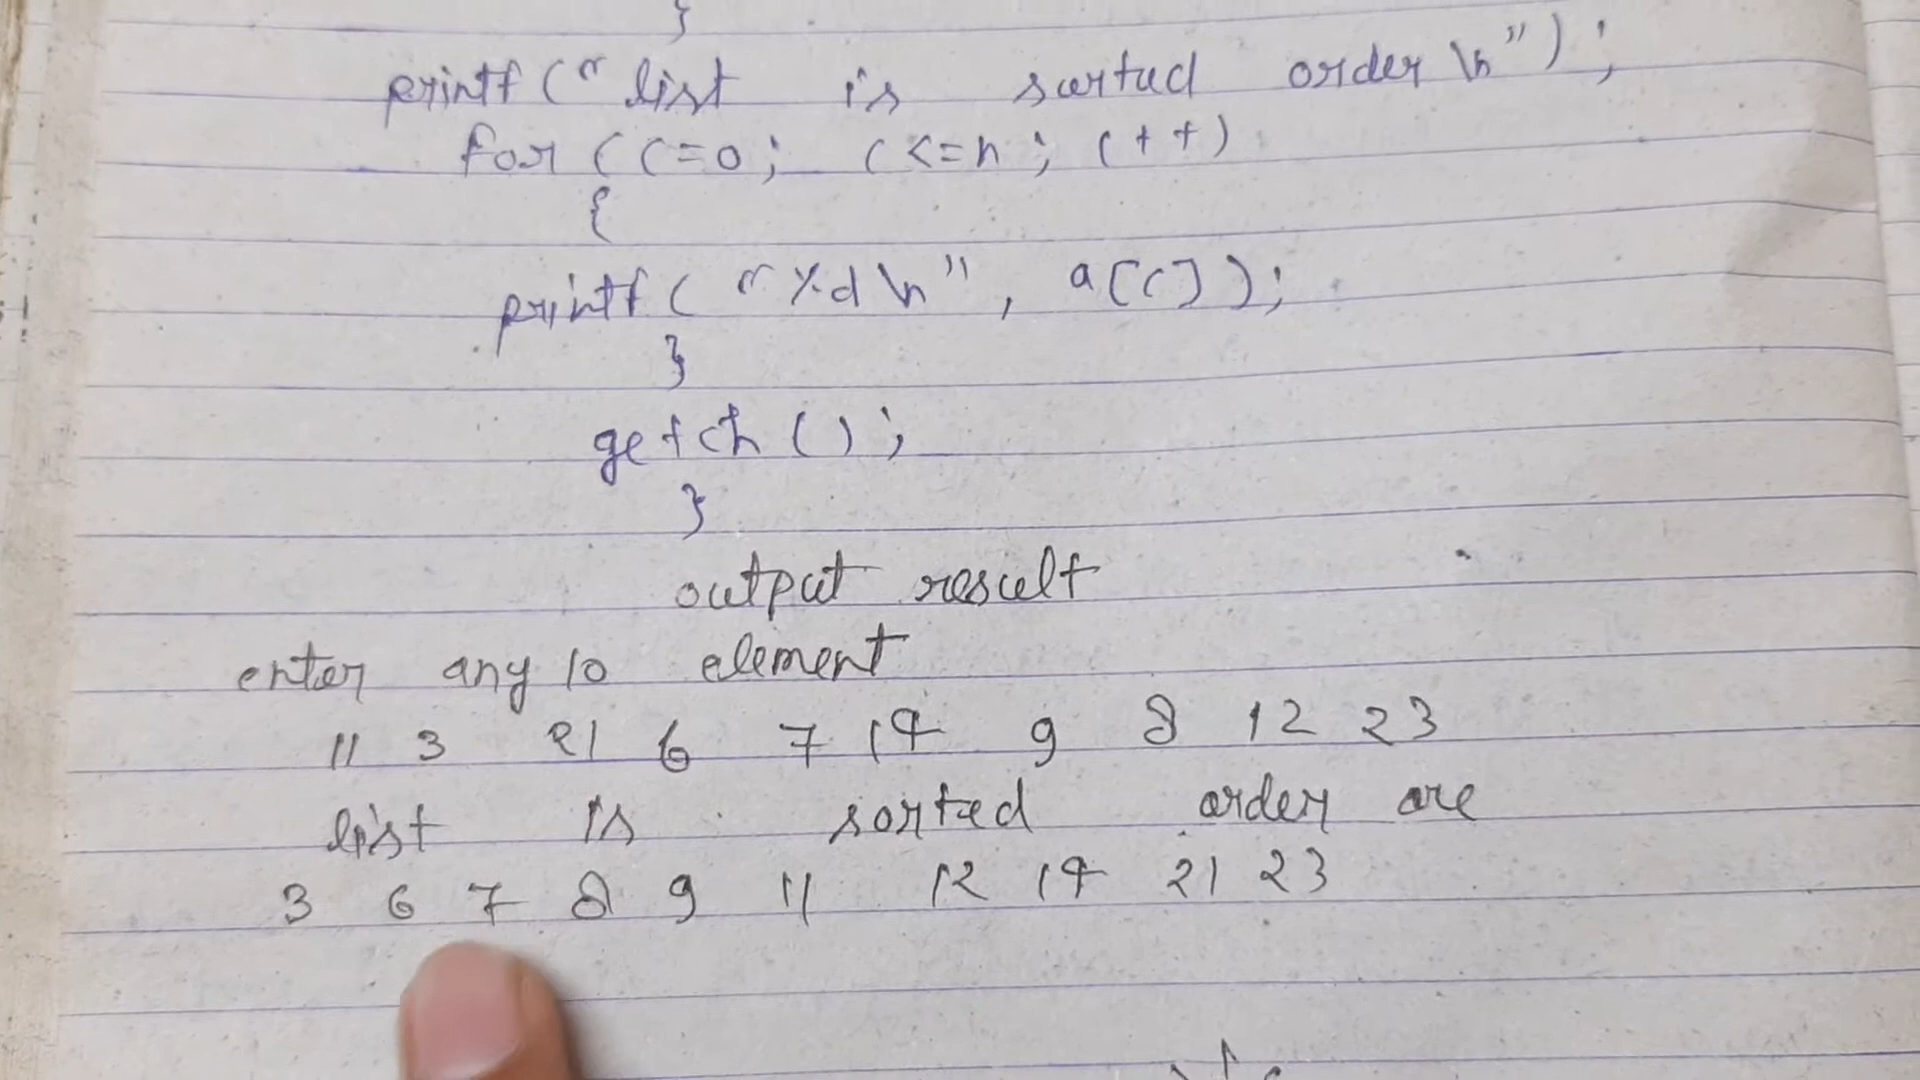 }
printf("list is sorted order \n");
for (c=0; c<=n; c++)
{
printf("%d\n", a[c]);
}
getch();
}
output result
enter any 10 element
11 3 21 6 7 14 9 8 12 23
list is sorted order are
3 6 7 8 9 11 12 14 21 23